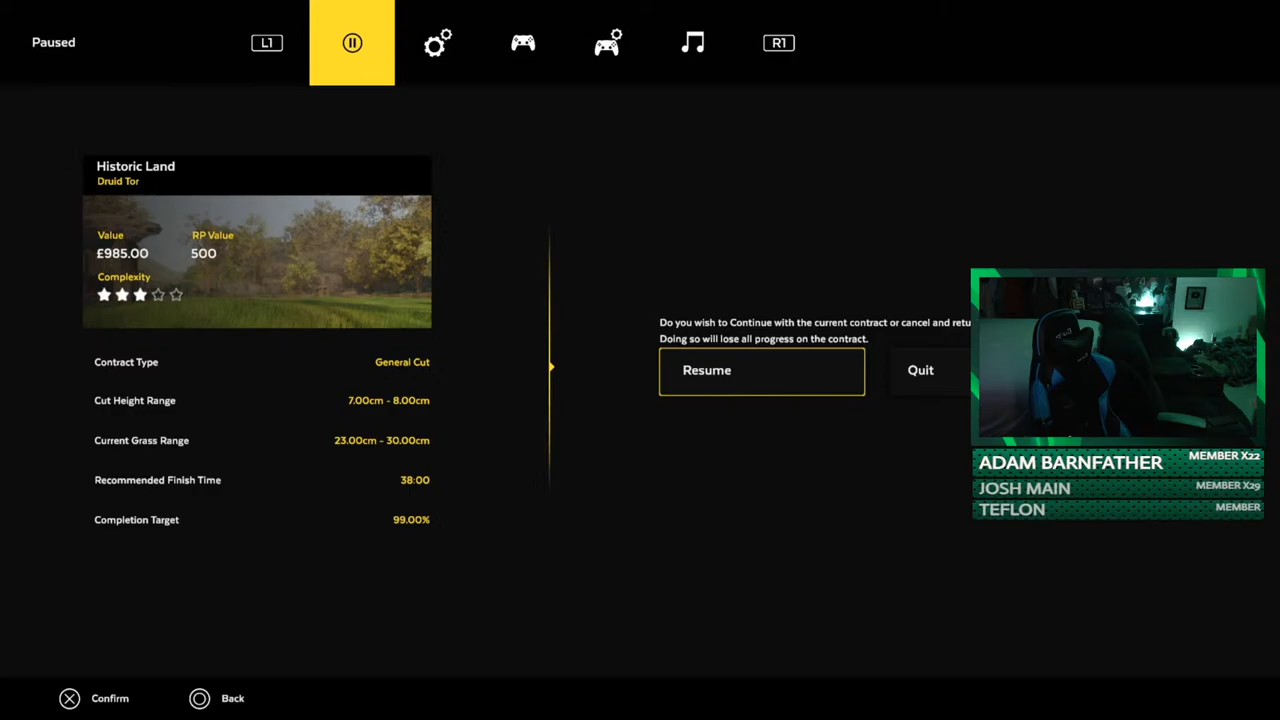 Paused
L1
R1
Historic Land
Druid Tor
Value
RP Value
£985.00
500
Complexity
Contract Type
General Cut
Cut Height Range
7.00cm - 8.00cm
Current Grass Range
23.00cm - 30.00cm
Recommended Finish Time
38:00
Completion Target
99.00%
Do you wish to Continue with the current contract or cancel and retu
Doing so will lose all progress on the contract.
Resume
Quit
ADAM BARNFATHER
MEMBER X22
JOSH MAIN
MEMBER X29
TEFLON
MEMBER
Confirm
Back